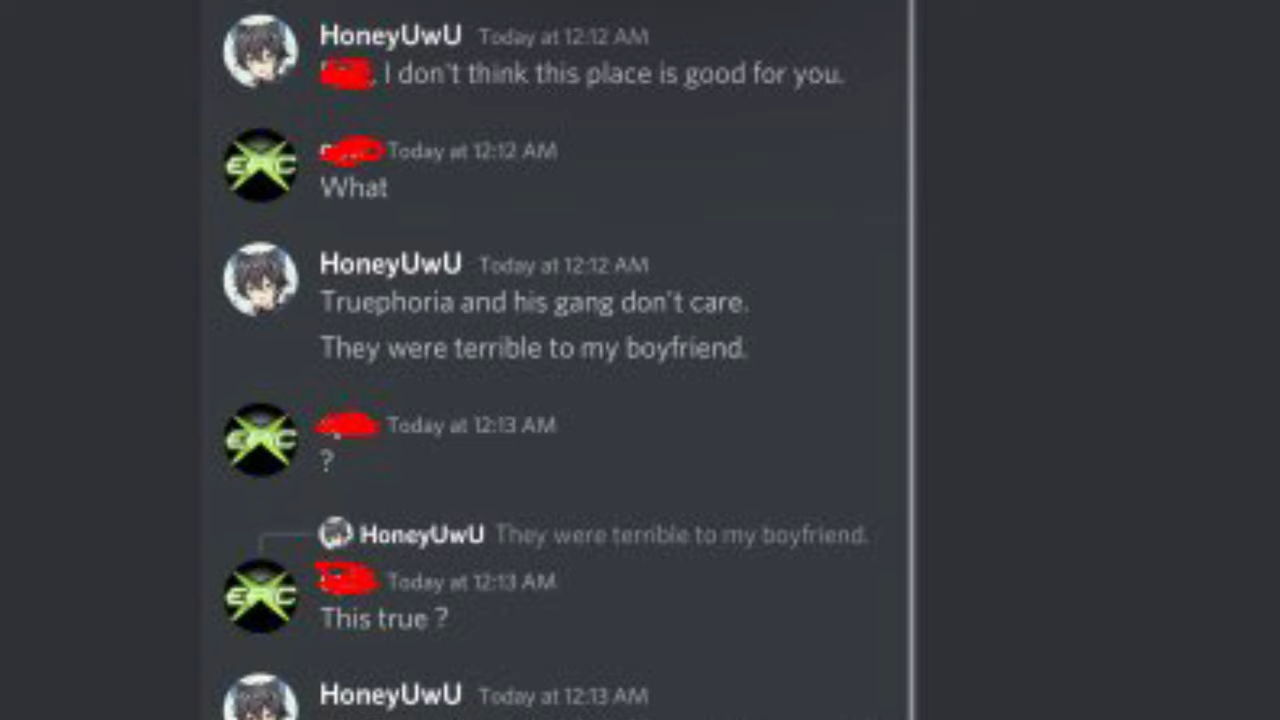 HoneyUwU Today at 12:12 AM
, I don't think this place is good for you.
Today at 12:12 AM
What
HoneyUwU Today at 12:12 AM
Truephoria and his gang don't care.
They were terrible to my boyfriend.
Today at 12:13 AM
?
HoneyUwU They were terrible to my boyfriend.
Today at 12:13 AM
This true ?
HoneyUwU Today at 12:13 AM